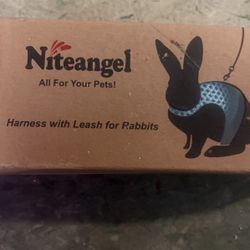 Niteangel
All For Your Pets!
Harness with Leash for Rabbits